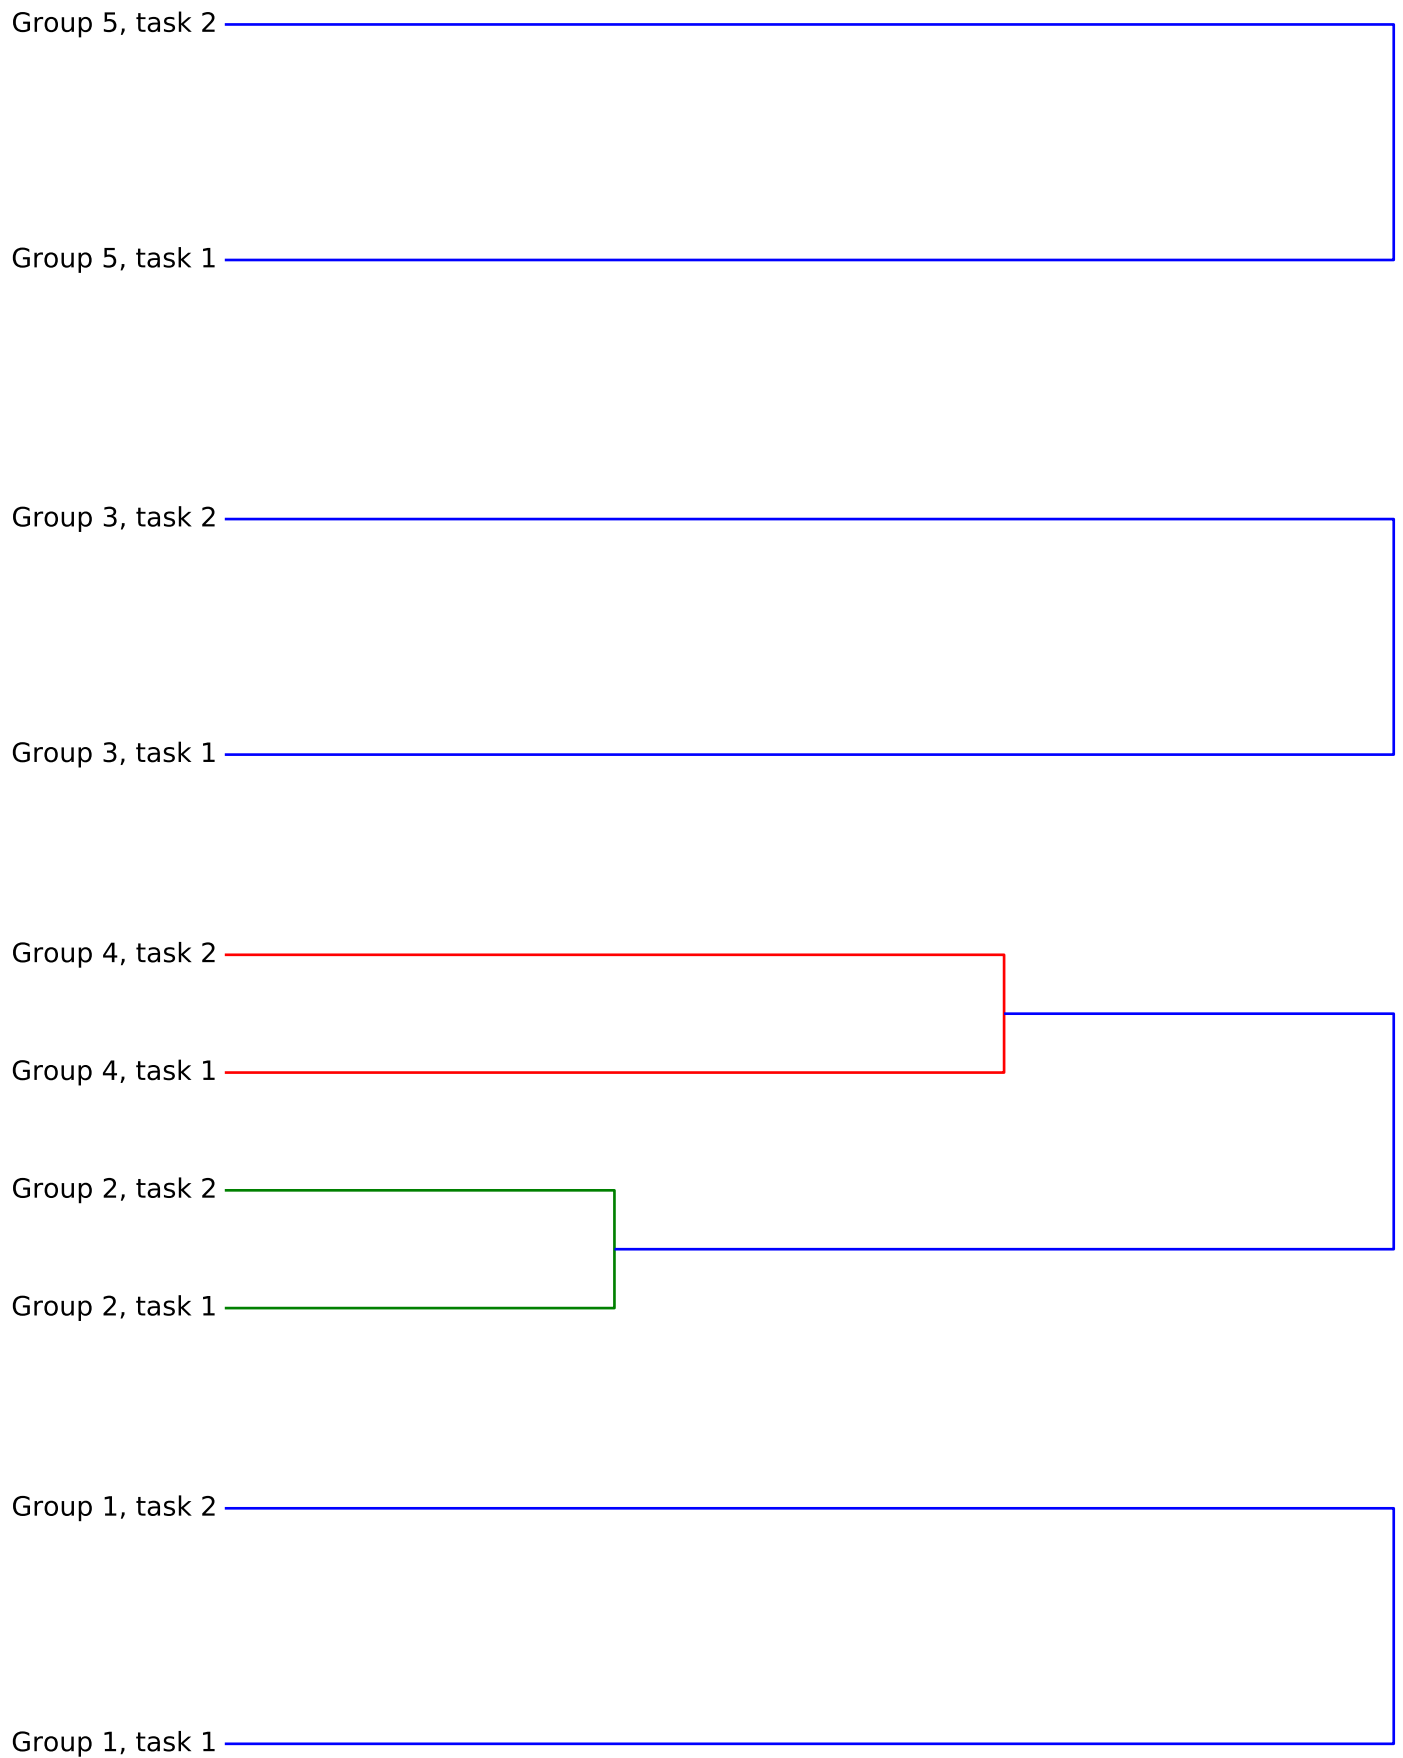 Group 5, task 2
Group 5, task 1
Group 3, task 2
Group 3, task 1
Group 4, task 2
Group 4, task 1
Group 2, task 2
Group 2, task 1
Group 1, task 2
Group 1, task 1